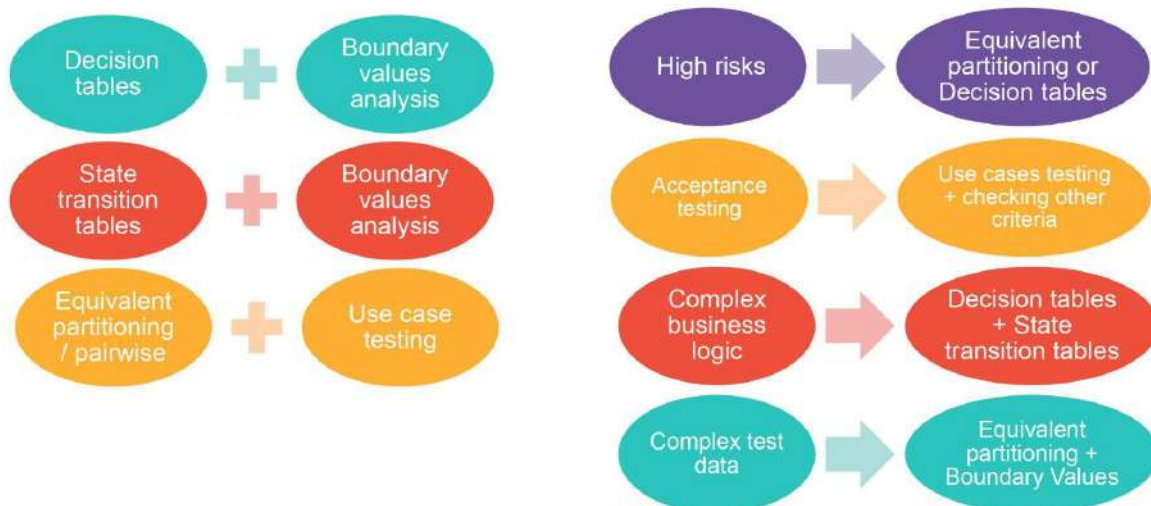 Decision
tables
Boundary
values
analysis
State
transition
tables
Boundary
values
analysis
Equivalent
partitioning
/ pairwise
Use case
testing
High risks
Equivalent
partitioning or
Decision tables
Acceptance
testing
Use cases testing
+ checking other
criteria
Complex
business
logic
Decision tables
+ State
transition tables
Complex test
data
Equivalent
partitioning +
Boundary Values